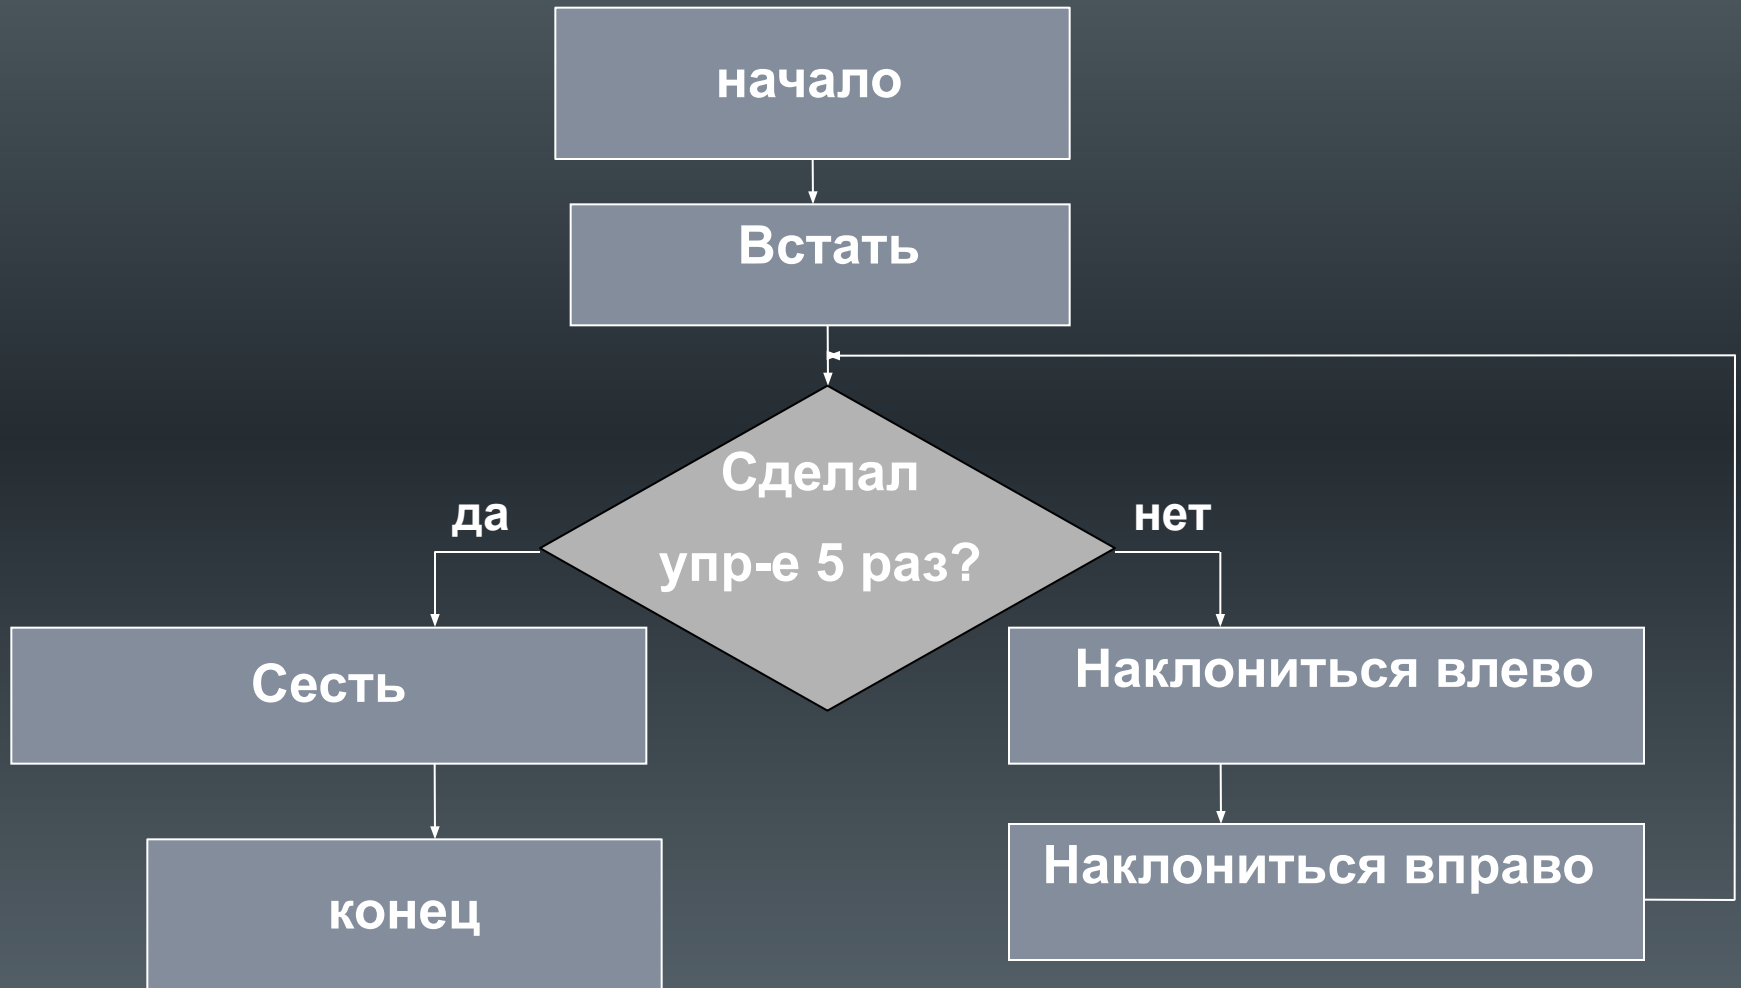 начало
Встать
Сделал
упр-е 5 раз?
да
нет
Сесть
Наклониться влево
Наклониться вправо
конец